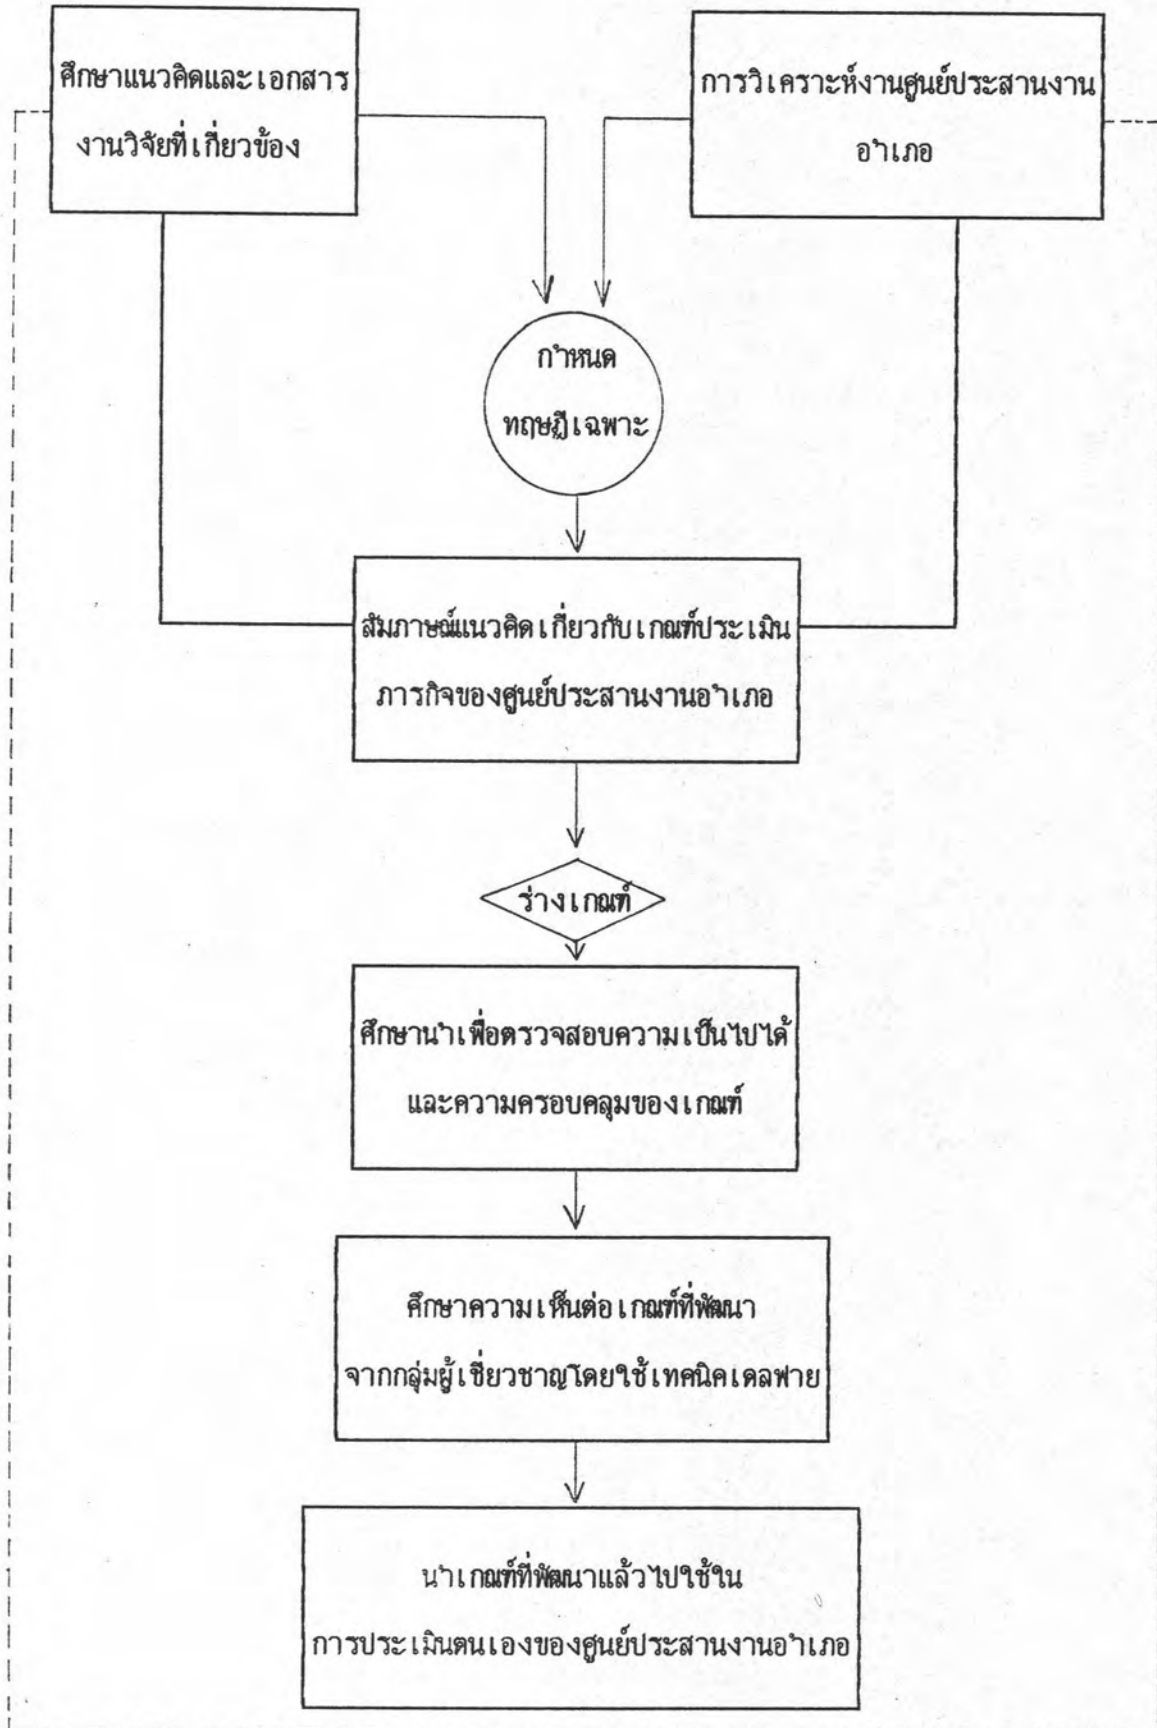 ศึกษาแนวคิดและเอกสาร
งานวิจัยที่เกี่ยวข้อง
การวิเคราะห์งานศูนย์ประสานงาน
อำเภอ
กำหนด
ทฤษฎีเฉพาะ
สัมภาษณ์แนวคิดเกี่ยวกับเกณฑ์ประเมิน
ภารกิจของศูนย์ประสานงานอำเภอ
ร่างเกณฑ์
ศึกษานำเพื่อตรวจสอบความเป็นไปได้
และความครอบคลุมของเกณฑ์
ศึกษาความเห็นต่อเกณฑ์ที่พัฒนา
จากกลุ่มผู้เชี่ยวชาญโดยใช้เทคนิคเดลฟาย
นำเกณฑ์ที่พัฒนาแล้วไปใช้ใน
การประเมินตนเองของศูนย์ประสานงานอำเภอ